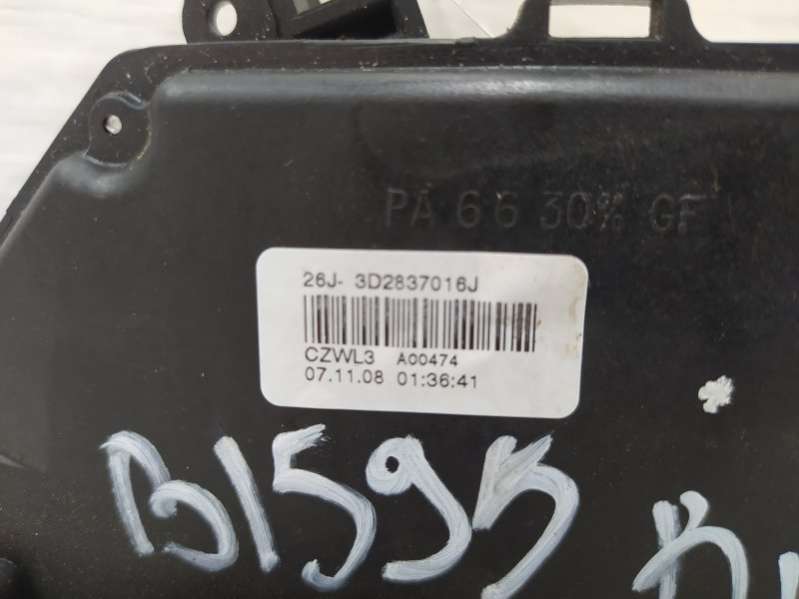 PA 66 30% GF
26J- 3D2837016J
CZWL3 A00474
07.11.08 01:36:41
B1595